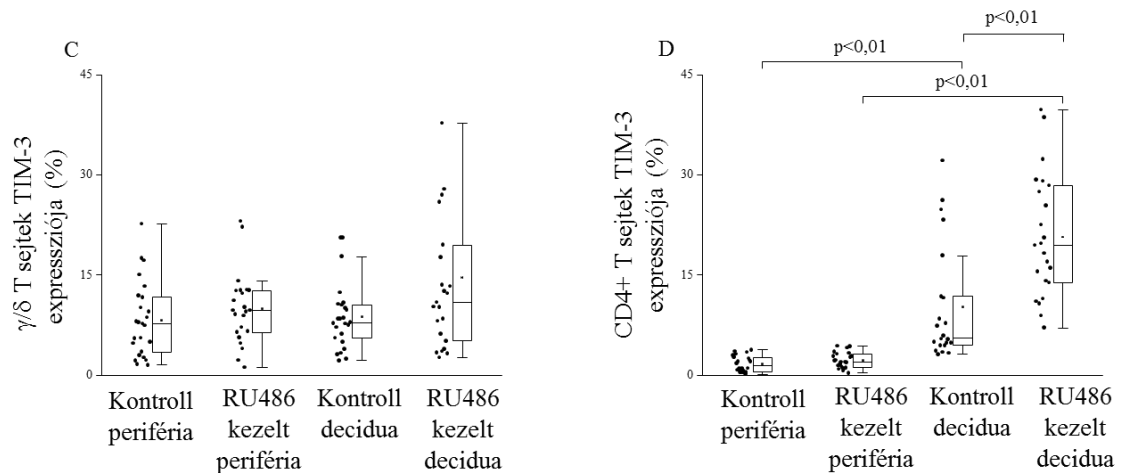 C
γ/δ T sejtek TIM-3
expressziója (%)
45
30
15
0
Kontroll
periféria
RU486
kezelt
periféria
Kontroll
decidua
RU486
kezelt
decidua
D
p<0,01
p<0,01
p<0,01
CD4+ T sejtek TIM-3
expressziója (%)
45
30
15
0
Kontroll
periféria
RU486
kezelt
periféria
Kontroll
decidua
RU486
kezelt
decidua